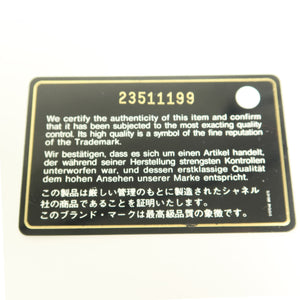 23511199
We certify the authenticity of this item and confirm
that it has been subjected to the most exacting quality
control. Its high quality is a symbol of the fine reputation
of the Trademark.
Wir bestätigen, dass es sich um einen Artikel handelt,
der während seiner Herstellung strengsten Kontrollen
unterworfen war, und dessen erstklassige Qualität
dem hohen Ansehen unserer Marke entspricht.
この製品は厳しい管理のもとに製造されたシャネル
社の商品であることを証明いたします。
このブランド・マークは最高級品質の象徴です。